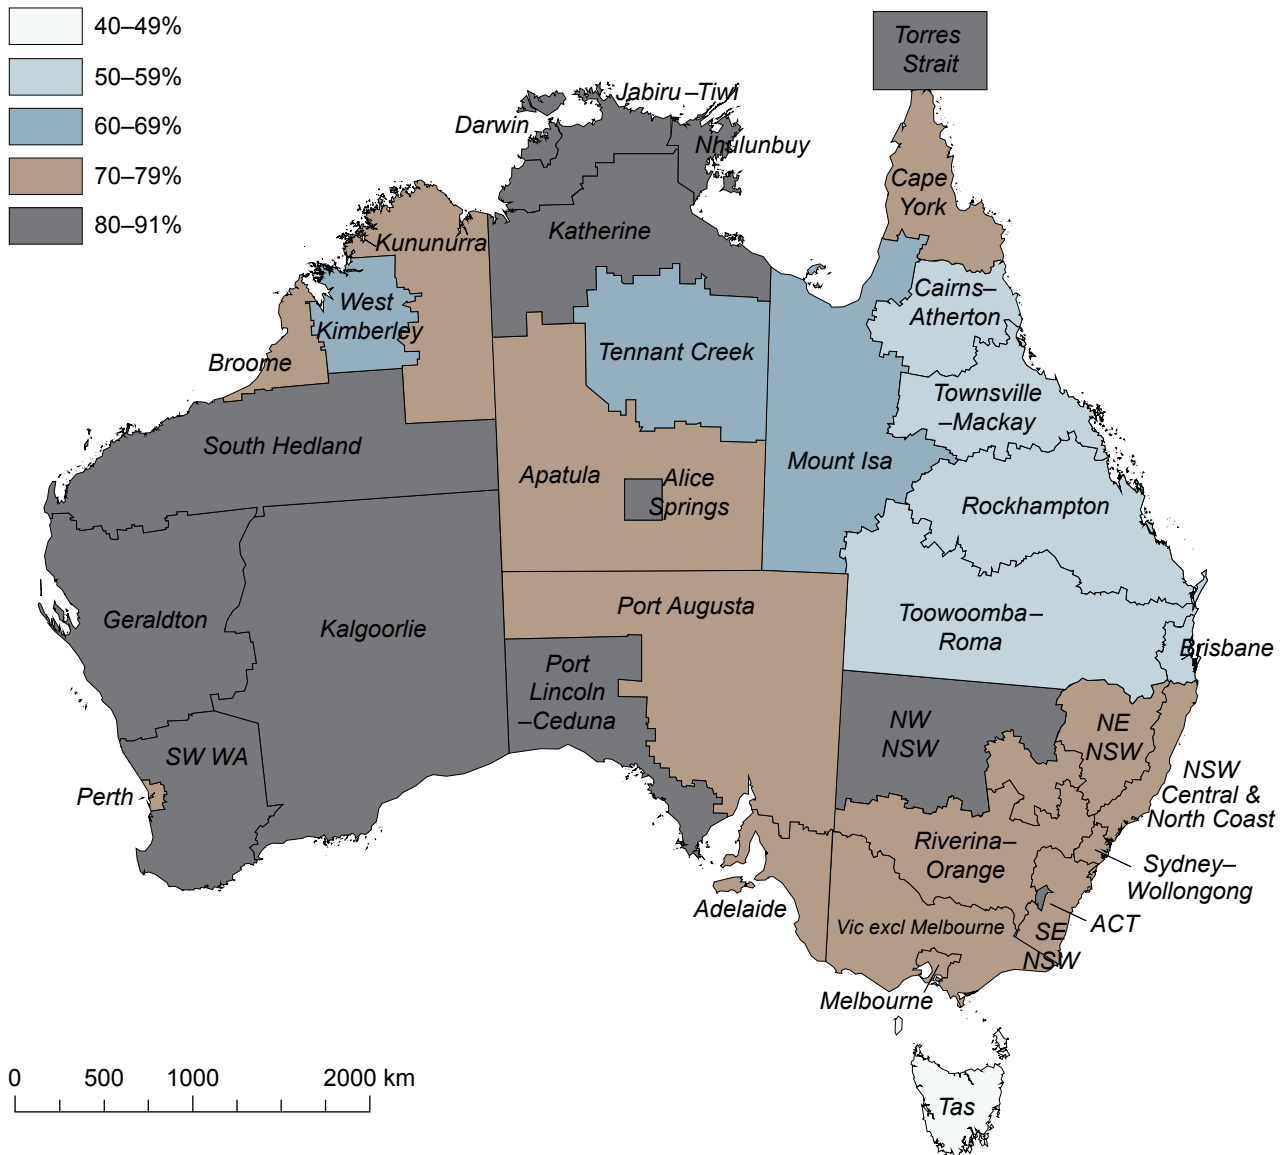 40–49%
50–59%
60–69%
70–79%
80–91%
Torres
Strait
Jabiru–Tiwi
Darwin
Nhulunbuy
Cape
York
Katherine
Kununurra
West
Kimberley
Cairns–
Atherton
Tennant Creek
Broome
Townsville
–Mackay
South Hedland
Apatula
Alice
Springs
Mount Isa
Rockhampton
Geraldton
Kalgoorlie
Port Augusta
Toowoomba–
Roma
Brisbane
Port
Lincoln
–Ceduna
NW
NSW
NE
NSW
SW WA
Perth
NSW
Central &
North Coast
Riverina–
Orange
Sydney–
Wollongong
Adelaide
Vic excl Melbourne
SE
NSW
ACT
Melbourne
Tas
0 500 1000 2000 km